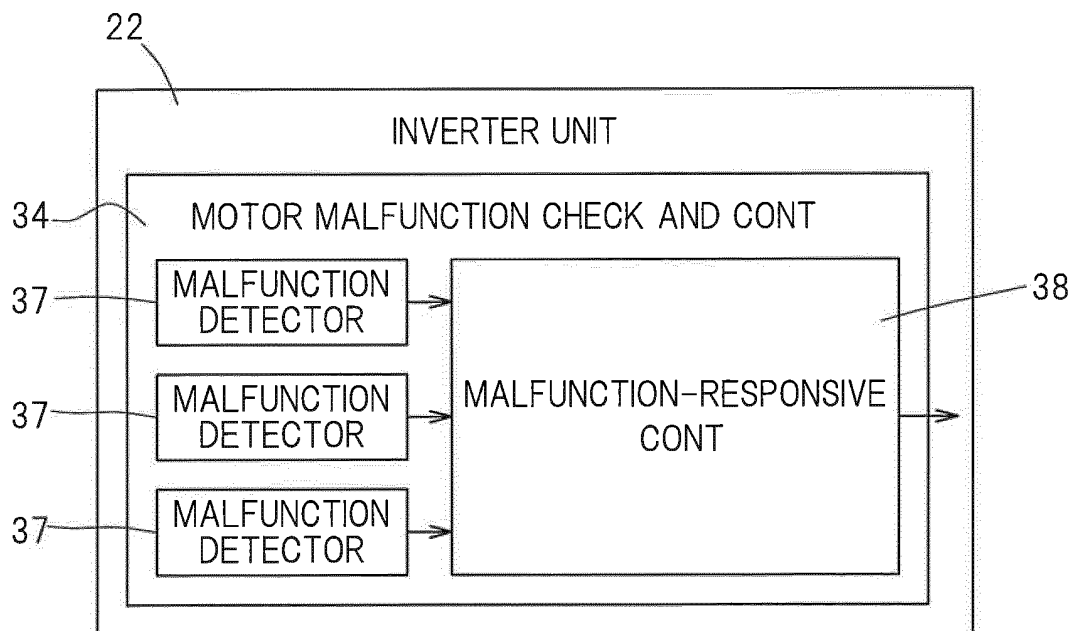 22
INVERTER UNIT
34
MOTOR MALFUNCTION CHECK AND CONT
37
MALFUNCTION
DETECTOR
38
37
MALFUNCTION
DETECTOR
MALFUNCTION-RESPONSIVE
CONT
37
MALFUNCTION
DETECTOR